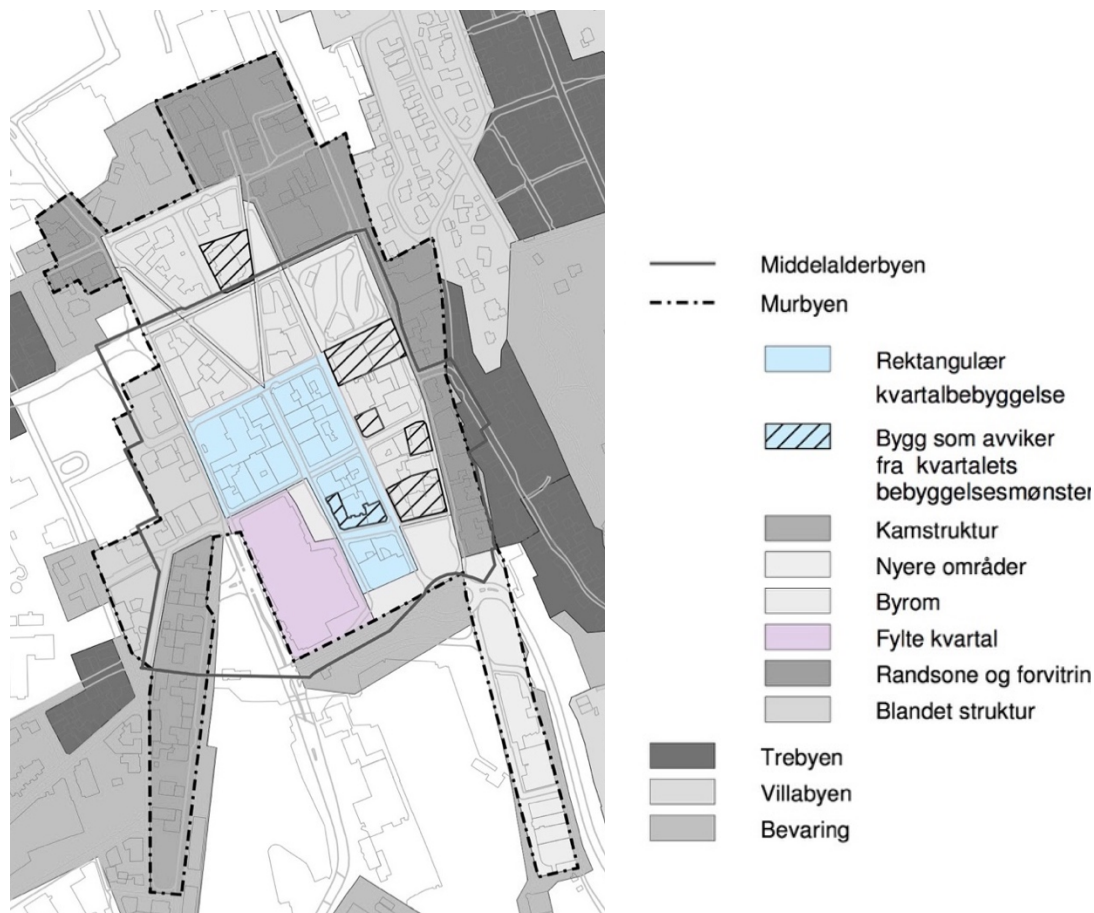 Middelalderbyen
Murbyen
Rektangulær
kvartalbebyggelse
Bygg som avviker
fra kvartalets
bebyggelsesmønster
Kamstruktur
Nyere områder
Byrom
Fylte kvartal
Randsone og forvitrin
Blandet struktur
Trebyen
Villabyen
Bevaring